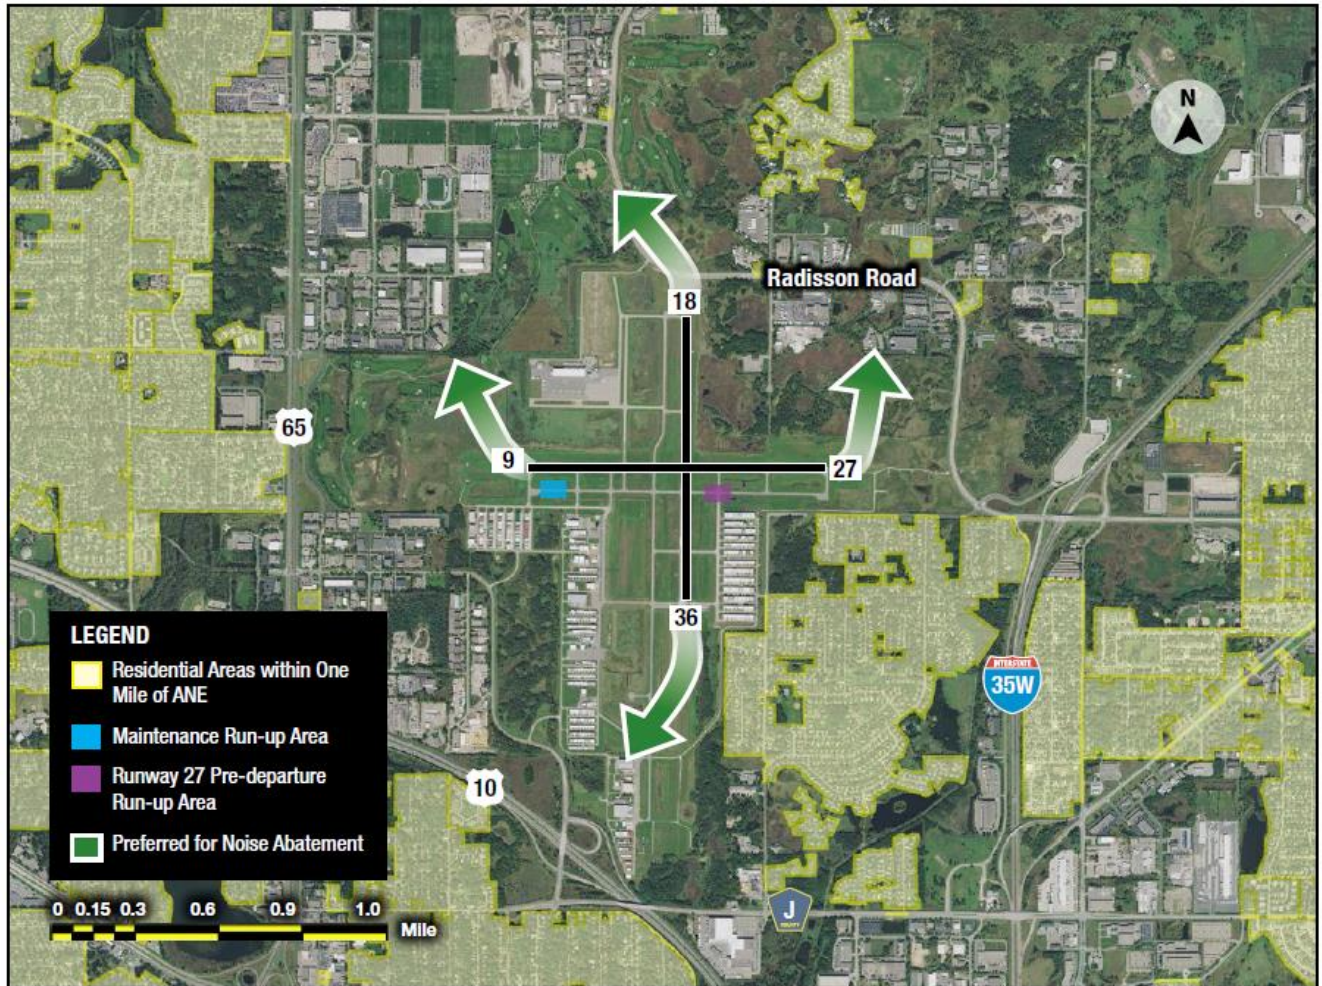 N
Radisson Road
18
65
9
27
36
INTERSTATE
35W
LEGEND
Residential Areas within One
Mile of ANE
Maintenance Run-up Area
Runway 27 Pre-departure
Run-up Area
Preferred for Noise Abatement
10
0 0.15 0.3 0.6 0.9 1.0
Mile
J